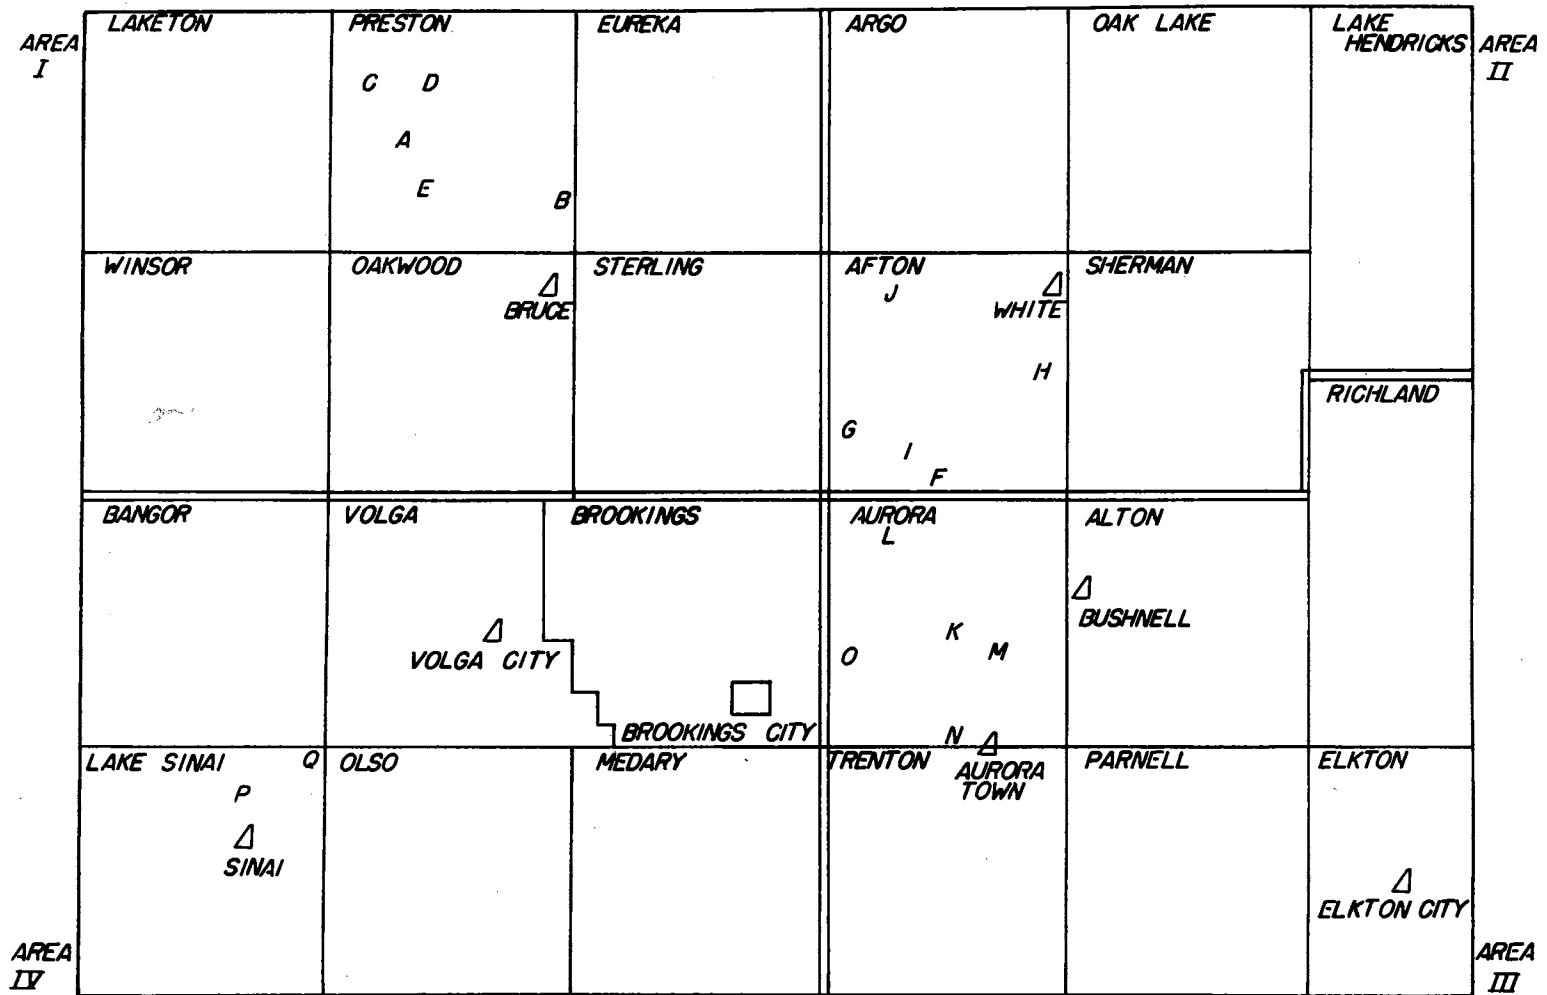 LAKETON
PRESTON
EUREKA
ARGO
OAK LAKE
LAKE
HENDRICKS
AREA
I
AREA
II
C
D
A
E
B
WINSOR
OAKWOOD
STERLING
AFTON
SHERMAN
BRUCE
J
WHITE
H
RICHLAND
G
I
F
BANGOR
VOLGA
BROOKINGS
AURORA
ALTON
L
BUSHNELL
VOLGA CITY
K
O
M
BROOKINGS CITY
N
LAKE SINAI
Q
OLSO
MEDARY
TRENTON
AURORA
TOWN
PARNELL
ELKTON
P
SINAI
ELKTON CITY
AREA
IV
AREA
III